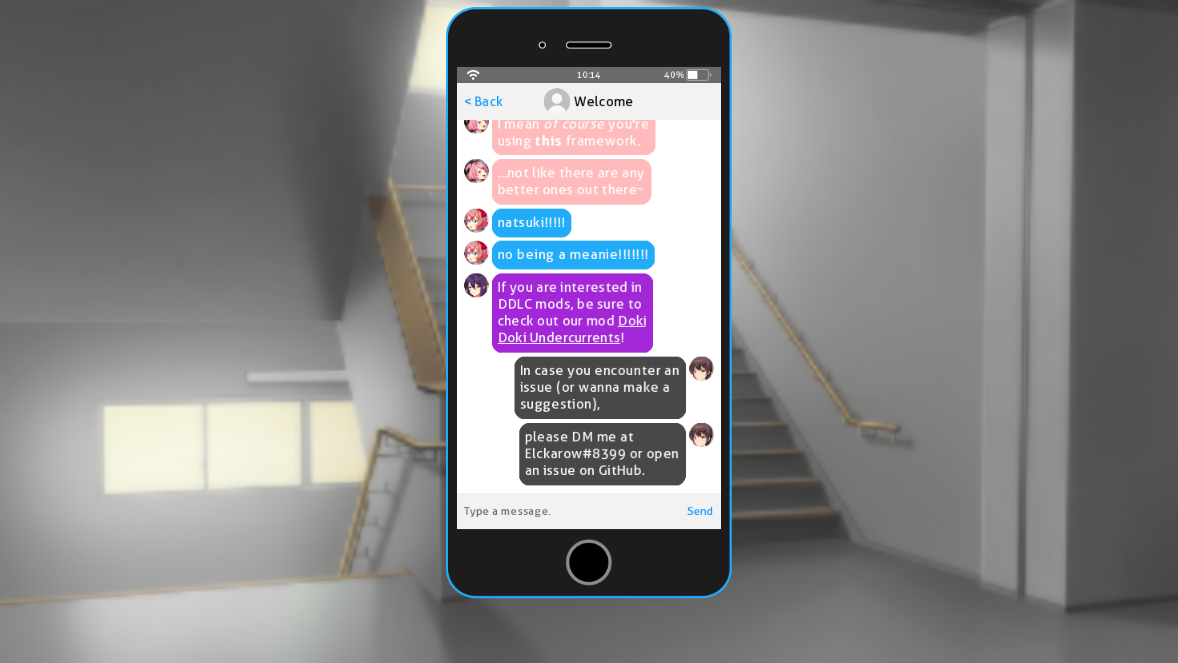 10:14
40%
< Back
Welcome
I mean of course you're
using this framework.
...not like there are any
better ones out there~
natsuki!!!!!
no being a meanie!!!!!!!
If you are interested in
DDLC mods, be sure to
check out our mod Doki
Doki Undercurrents!
In case you encounter an
issue (or wanna make a
suggestion),
please DM me at
Elckarow#8399 or open
an issue on GitHub.
Type a message.
Send